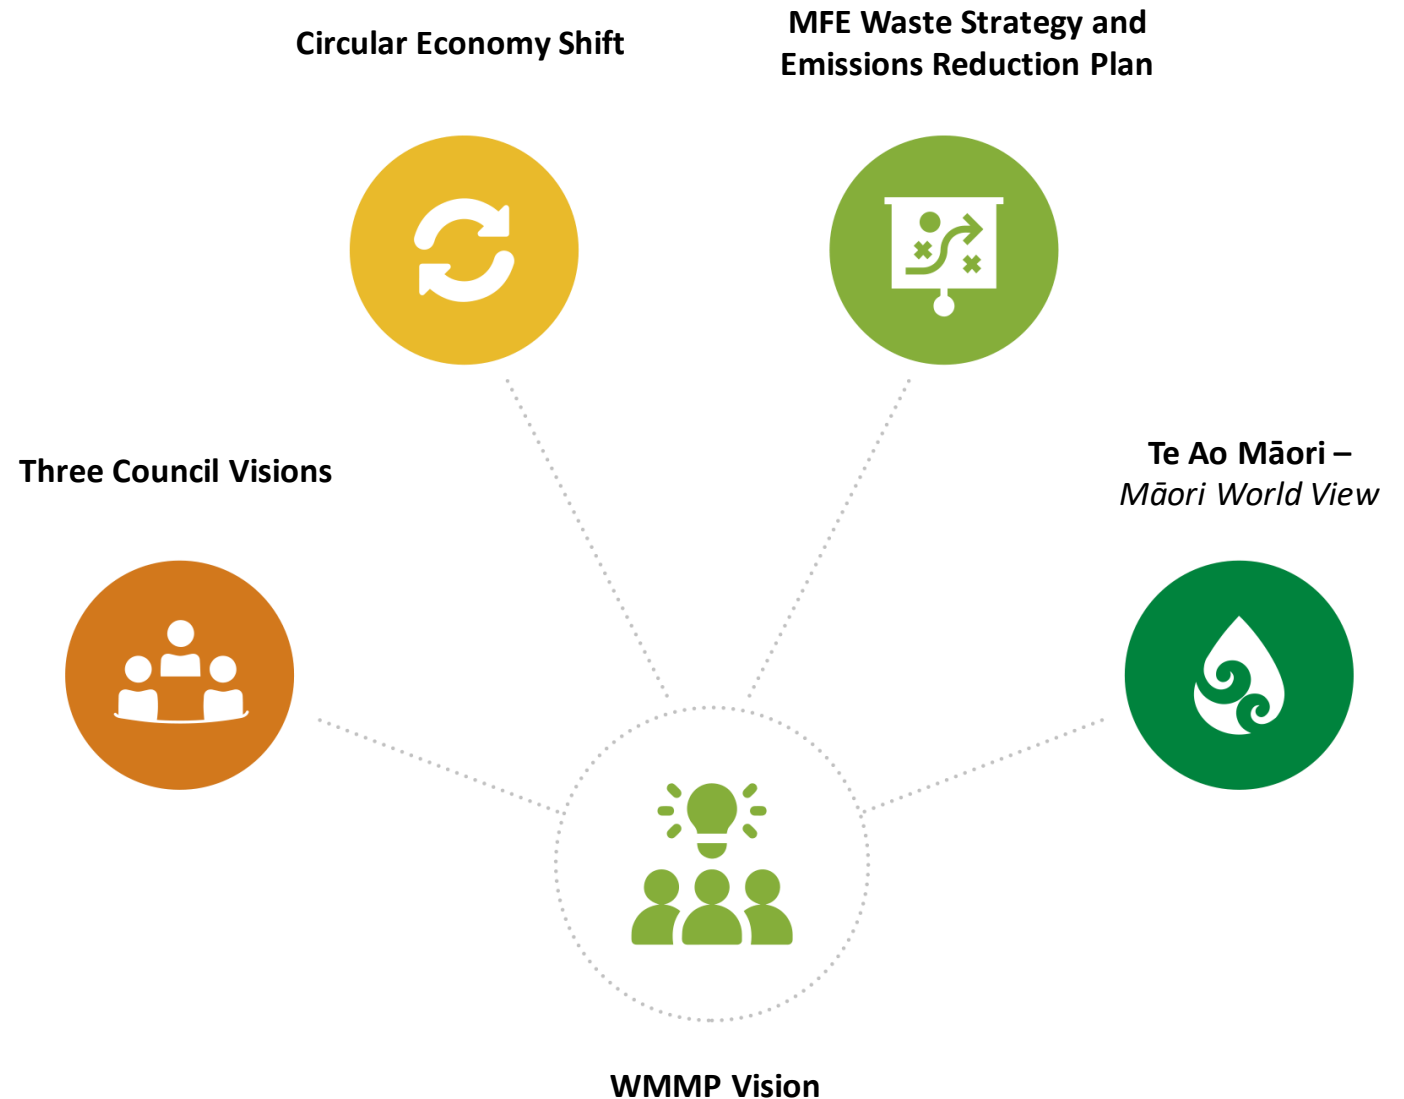 Circular Economy Shift
MFE Waste Strategy and
Emissions Reduction Plan
Three Council Visions
Te Ao Māori –
Māori World View
WMMP Vision